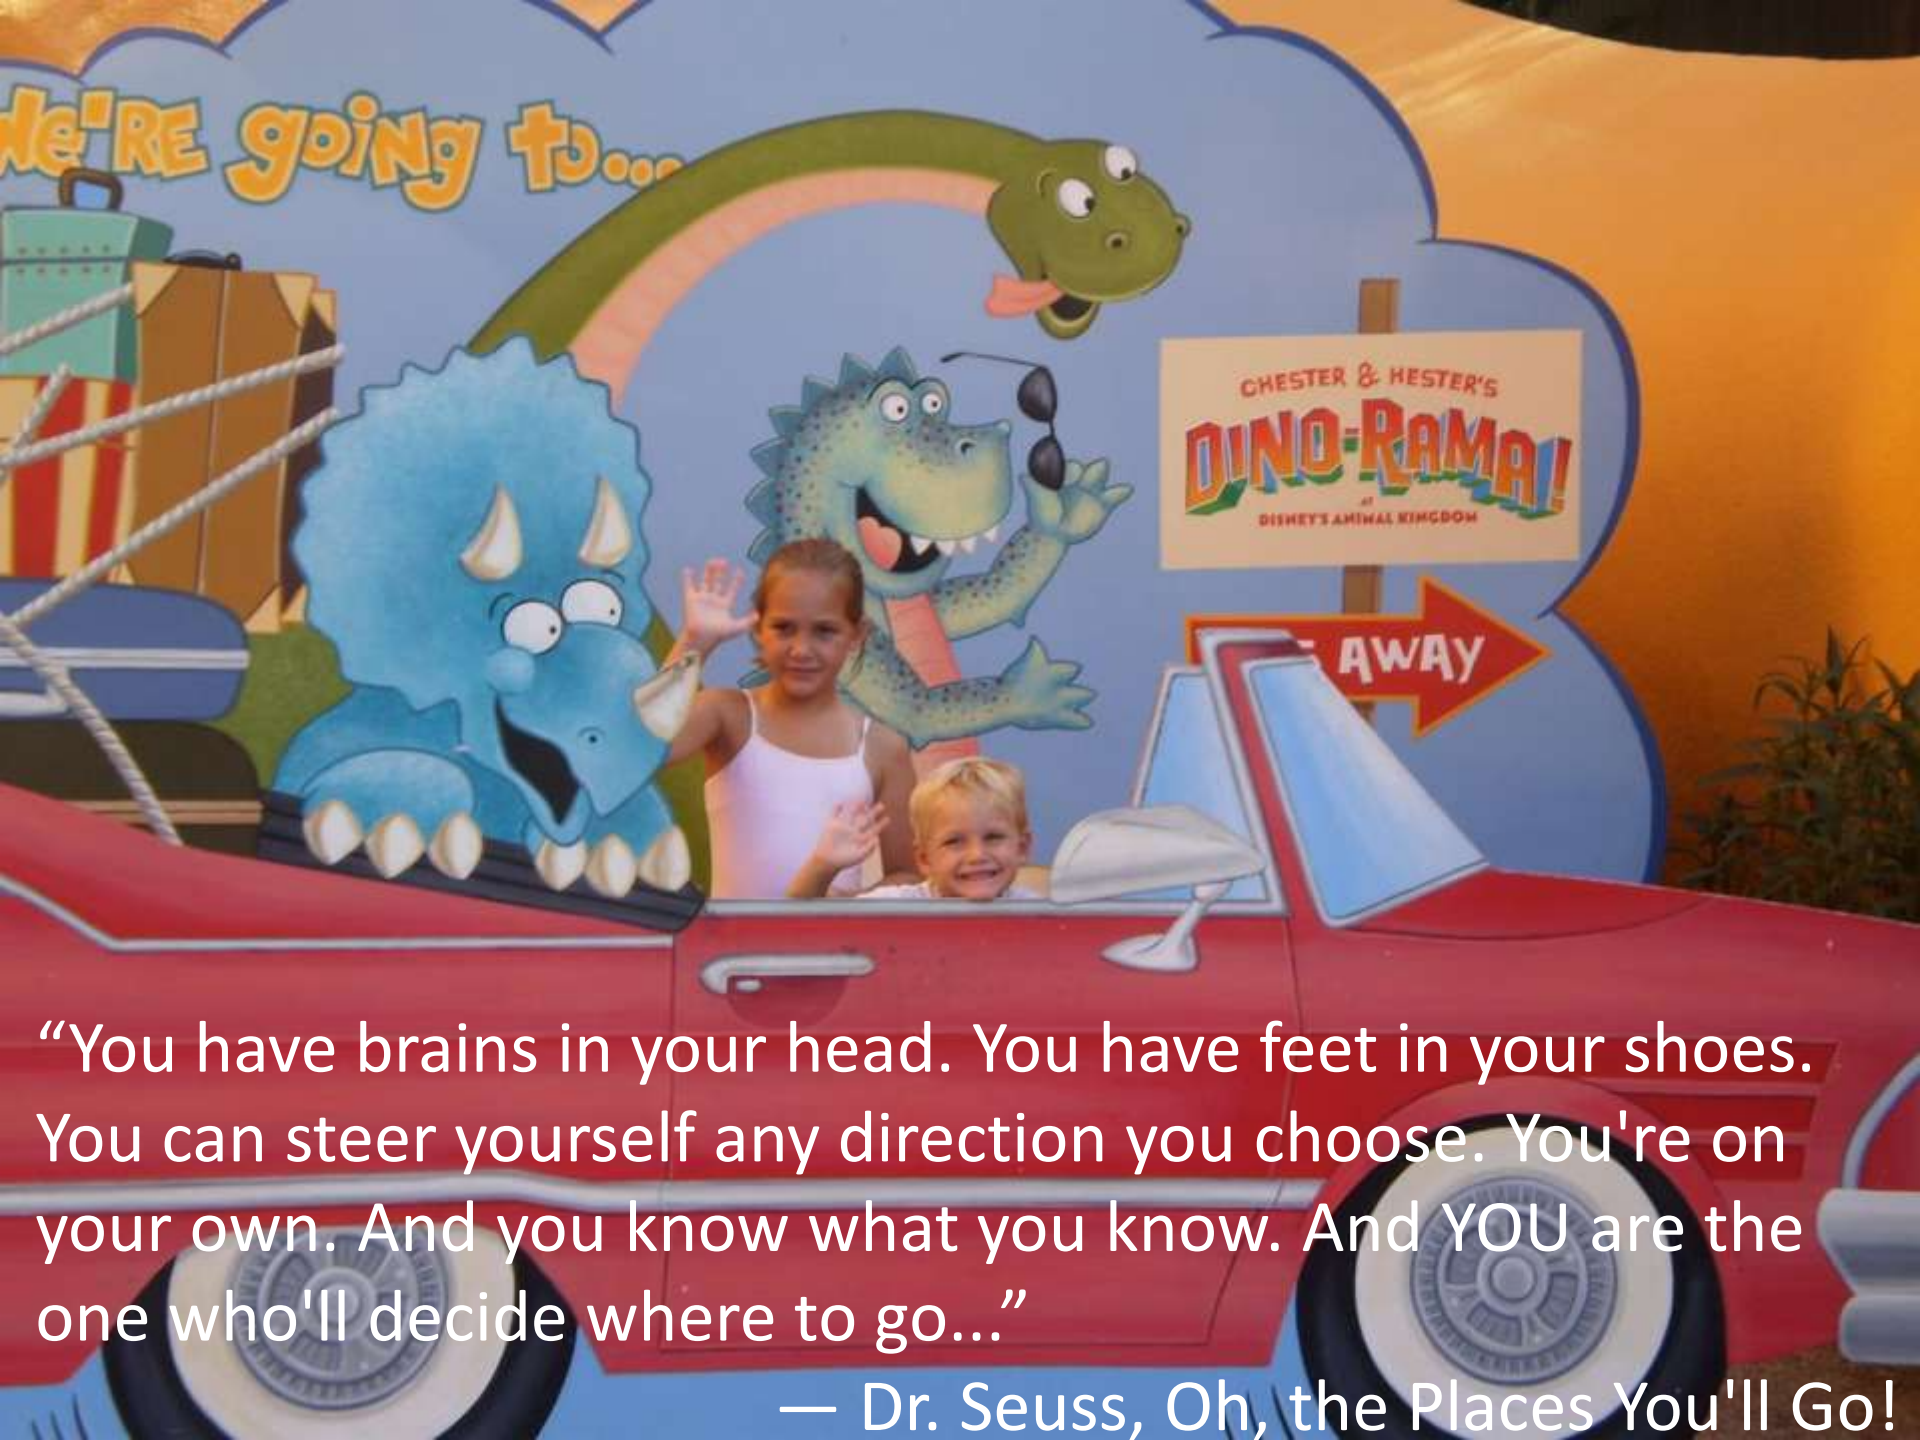 We'RE going to...
CHESTER & HESTER'S
DINO-RAMA!
AT
DISNEY'S ANIMAL KINGDOM
AWAY
“You have brains in your head. You have feet in your shoes.
You can steer yourself any direction you choose. You're on
your own. And you know what you know. And YOU are the
one who'll decide where to go...”
— Dr. Seuss, Oh, the Places You'll Go!